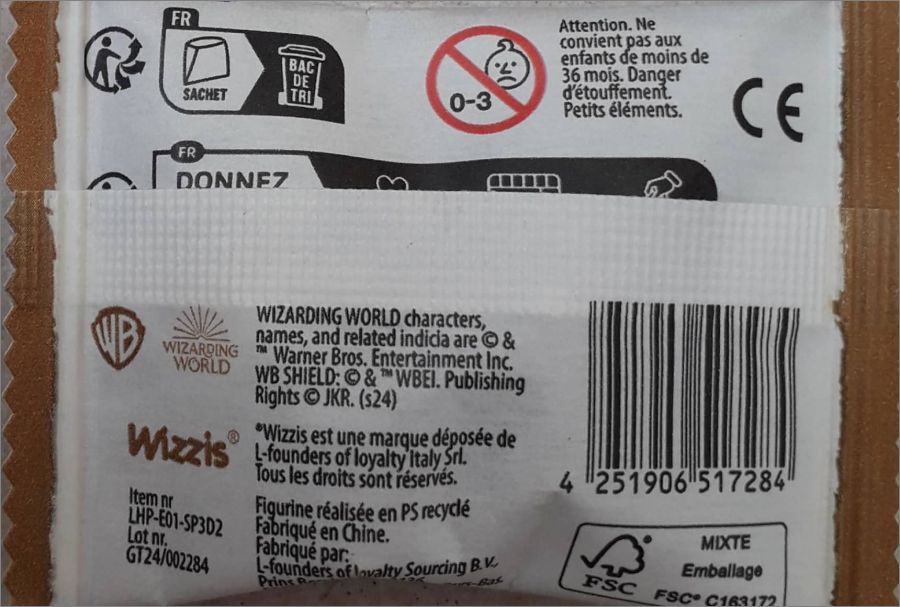 FR
SACHET
BAC
DE
TRI
0-3
Attention. Ne
convient pas aux
enfants de moins de
36 mois. Danger
d'étouffement.
Petits éléments.
CE
FR
DONNEZ
WB
WIZARDING
WORLD
WIZARDING WORLD characters,
names, and related indicia are © &
™ Warner Bros. Entertainment Inc.
WB SHIELD: © & ™ WBEI. Publishing
Rights © JKR. (s24)
Wizzis®
®Wizzis est une marque déposée de
L-founders of loyalty Italy Srl.
Tous les droits sont réservés.
Item nr
LHP-E01-SP3D2
Lot nr.
GT24/002284
Figurine réalisée en PS recyclé
Fabriqué en Chine.
Fabriqué par:
L-founders of loyalty Sourcing B.V.,
Prins
4 251906 517284
FSC
MIXTE
Emballage
FSC® C163172